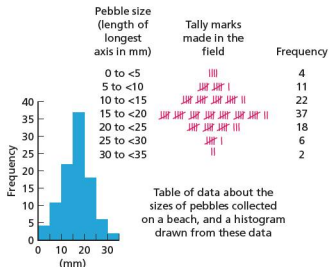 Pebble size
(length of
longest
axis in mm)
Tally marks
made in the
field
Frequency
0 to <5 4
5 to <10 11
10 to <15 22
15 to <20 37
20 to <25 18
25 to <30 6
30 to <35 2
40
35
30
25
20
15
10
5
0
Frequency
0 10 20 30
(mm)
Table of data about the
sizes of pebbles collected
on a beach, and a histogram
drawn from these data